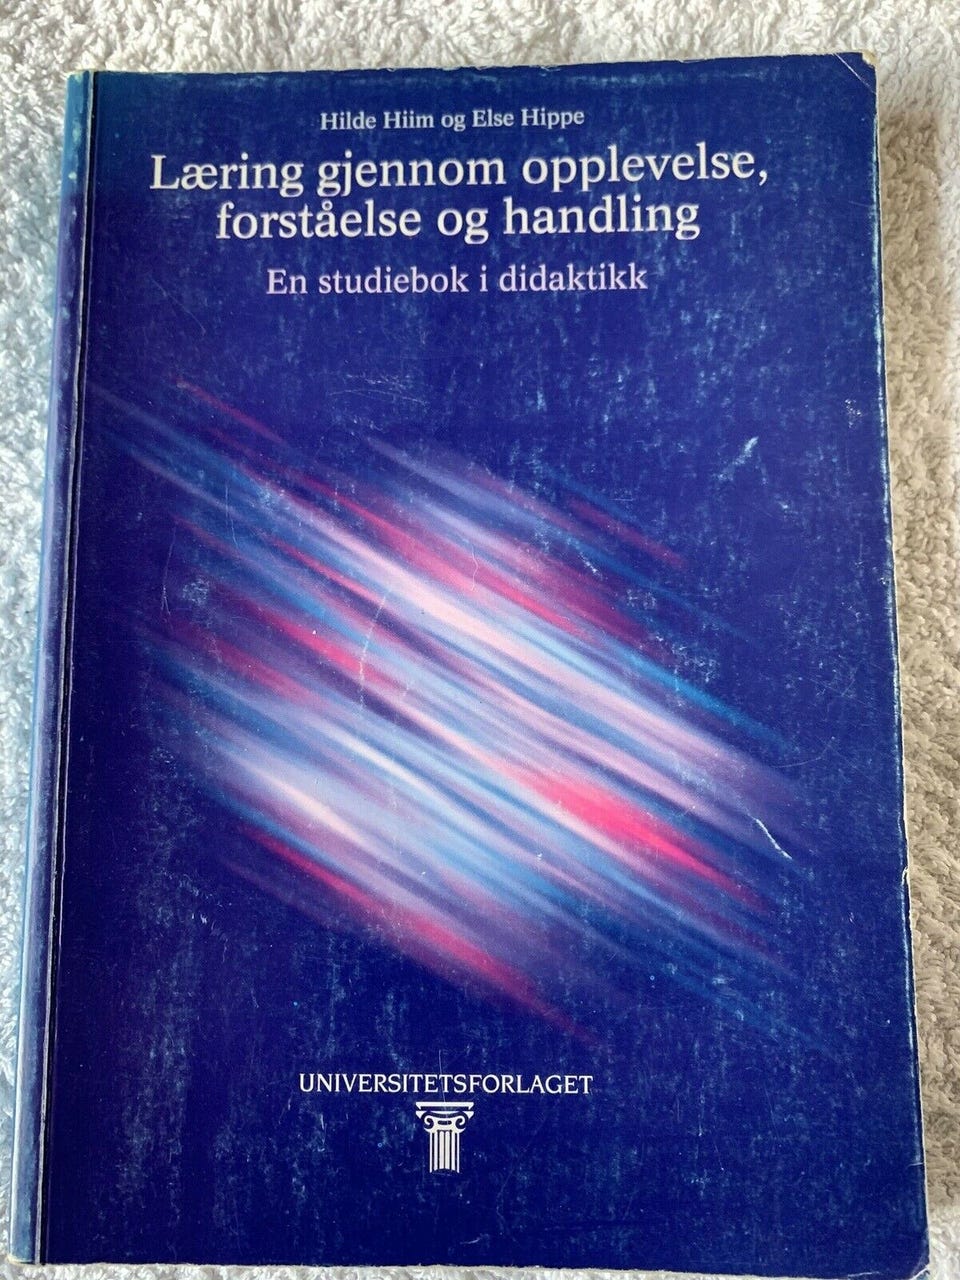 Hilde Hiim og Else Hippe
Læring gjennom opplevelse,
forståelse og handling
En studiebok i didaktikk
UNIVERSITETSFORLAGET